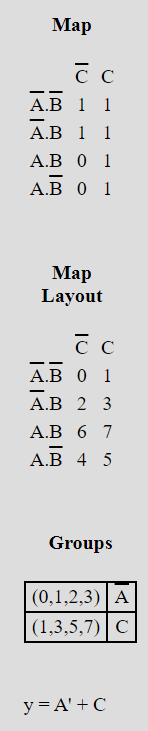 Map
C̅ C
A̅.B̅ 1 1
A̅.B 1 1
A.B 0 1
A.B̅ 0 1
Map
Layout
C̅ C
A̅.B̅ 0 1
A̅.B 2 3
A.B 6 7
A.B̅ 4 5
Groups
(0,1,2,3) A̅
(1,3,5,7) C
y = A' + C